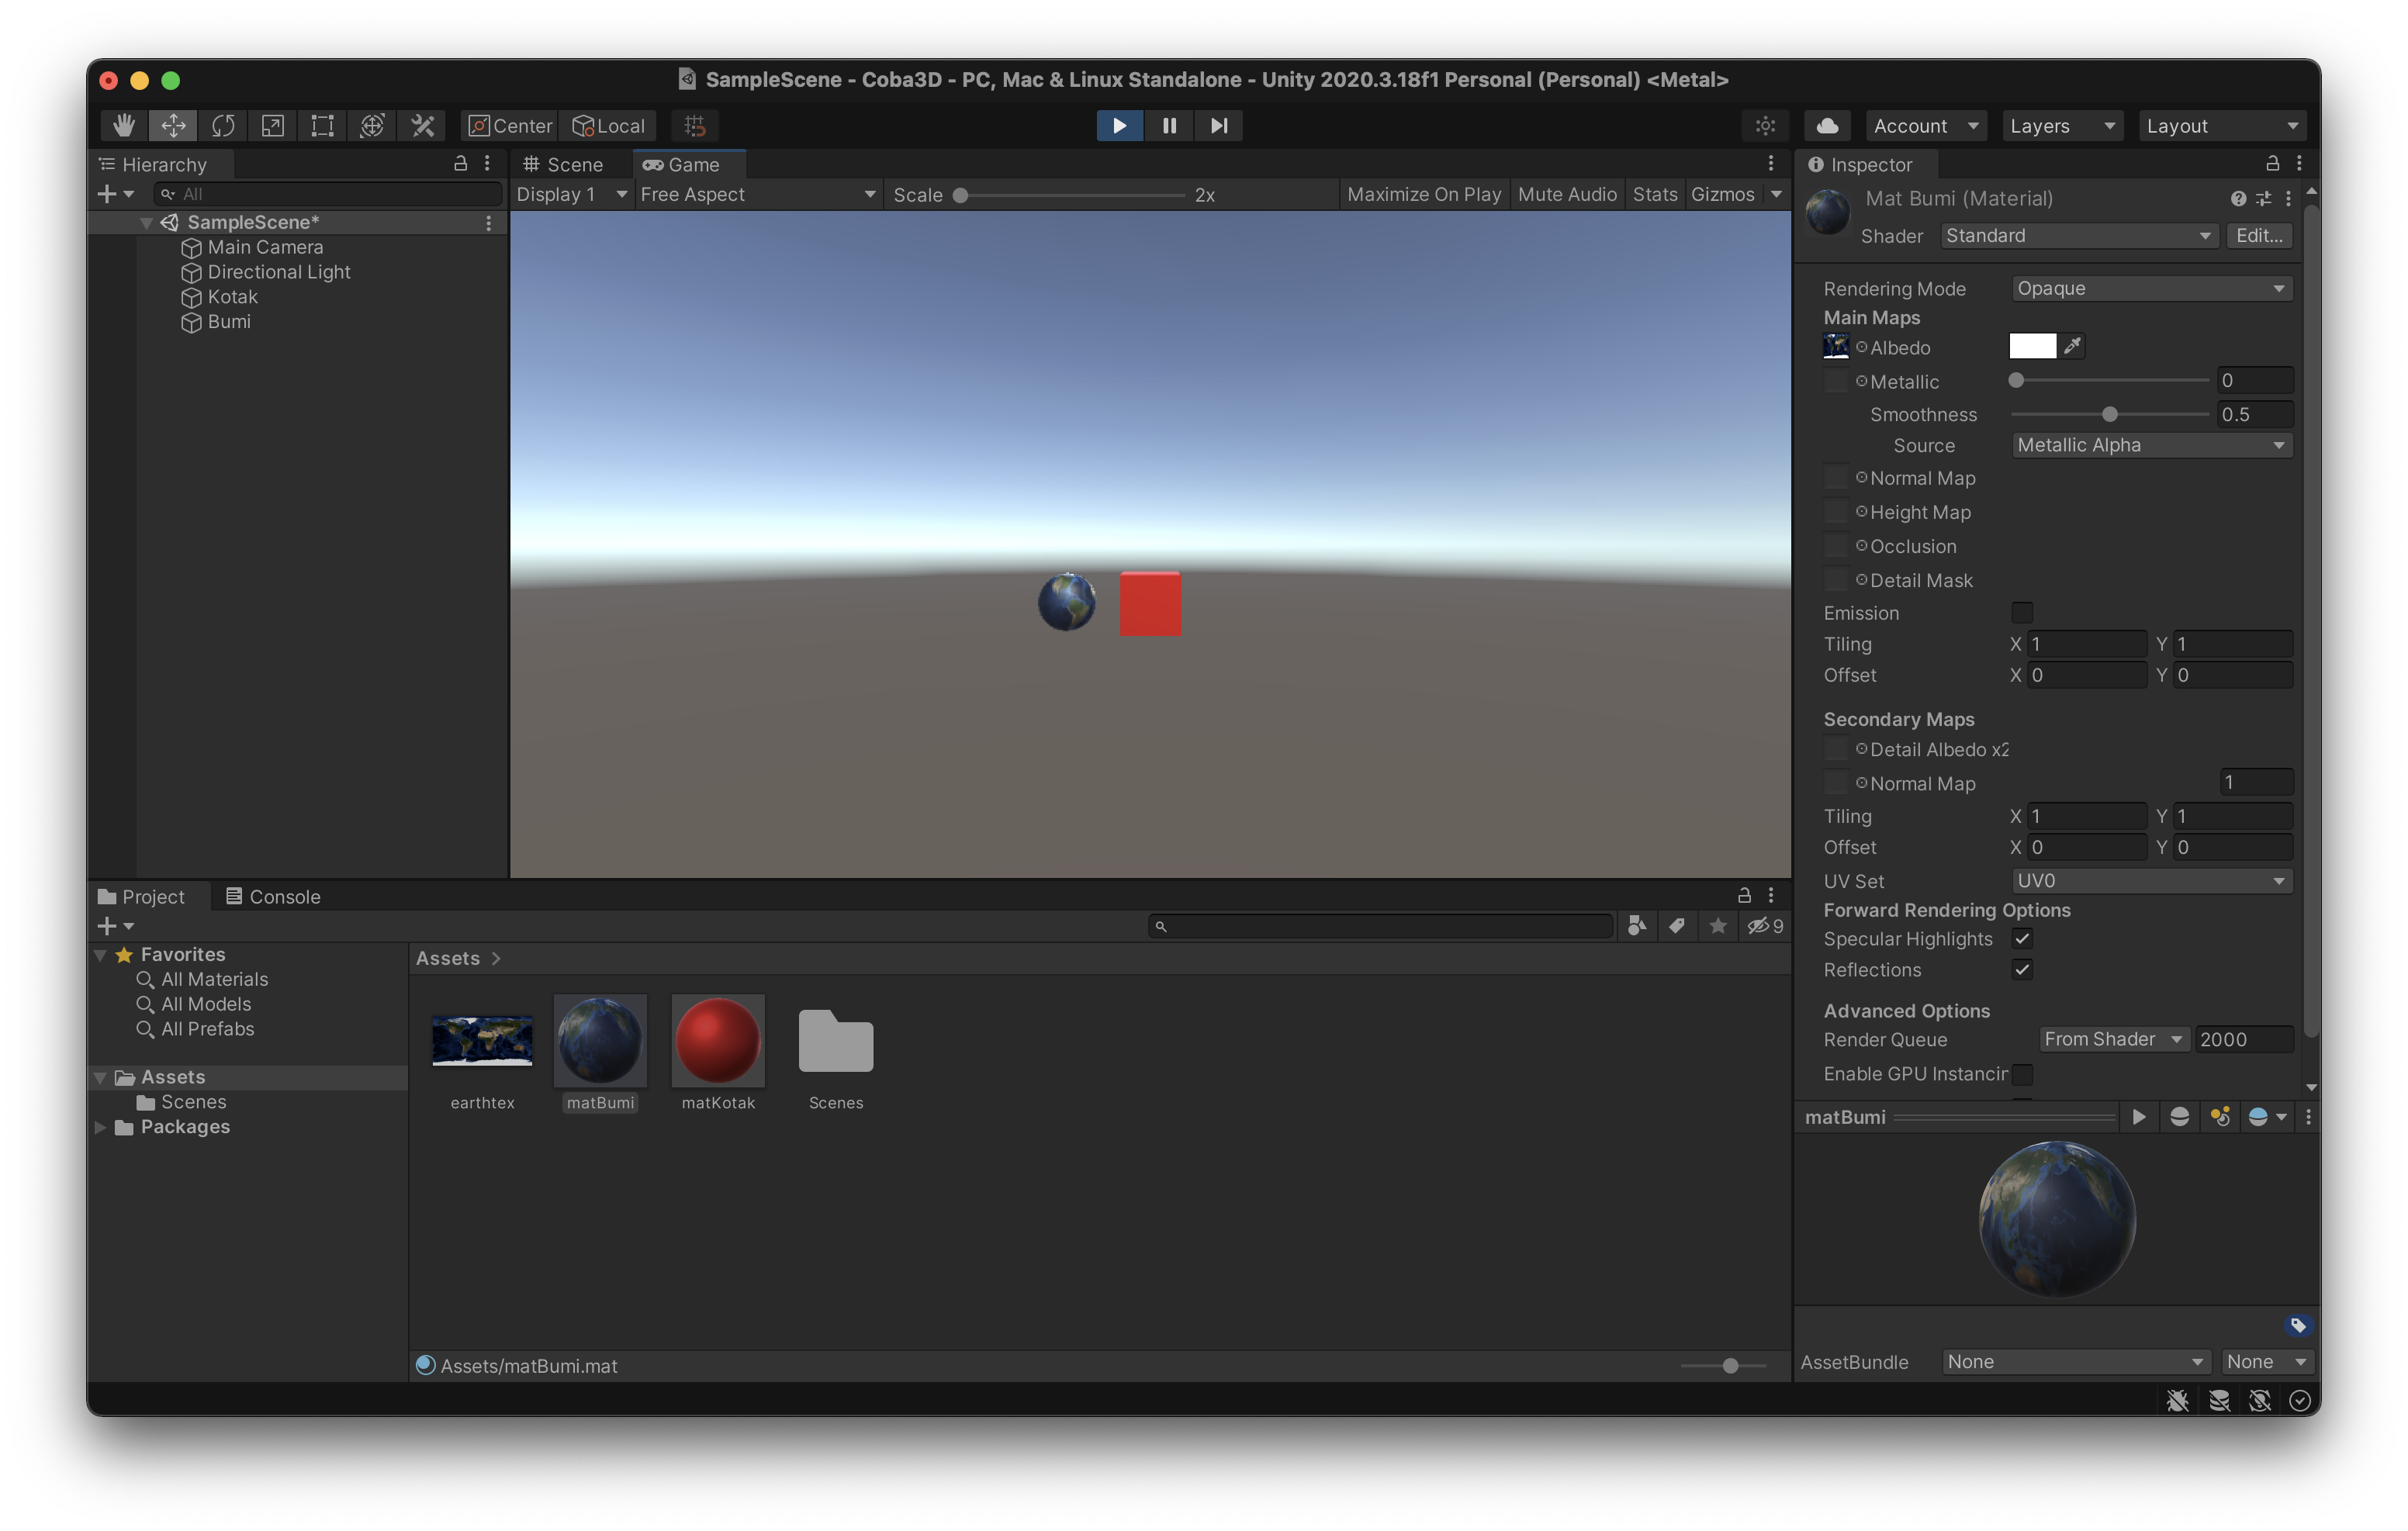 SampleScene - Coba3D - PC, Mac & Linux Standalone - Unity 2020.3.18f1 Personal (Personal) <Metal>
Center Local Account Layers Layout
Hierarchy
All
SampleScene*
Main Camera
Directional Light
Kotak
Bumi
Scene Game
Display 1 Free Aspect Scale 2x Maximize On Play Mute Audio Stats Gizmos
Inspector
Mat Bumi (Material)
Shader Standard Edit...
Rendering Mode Opaque
Main Maps
Albedo
Metallic 0
Smoothness 0.5
Source Metallic Alpha
Normal Map
Height Map
Occlusion
Detail Mask
Emission
Tiling X 1 Y 1
Offset X 0 Y 0
Secondary Maps
Detail Albedo x2
Normal Map 1
Tiling X 1 Y 1
Offset X 0 Y 0
UV Set UV0
Forward Rendering Options
Specular Highlights
Reflections
Advanced Options
Render Queue From Shader 2000
Enable GPU Instancin
matBumi
AssetBundle None None
Project Console
9
Favorites
All Materials
All Models
All Prefabs
Assets
Scenes
Packages
Assets
earthtex matBumi matKotak Scenes
Assets/matBumi.mat